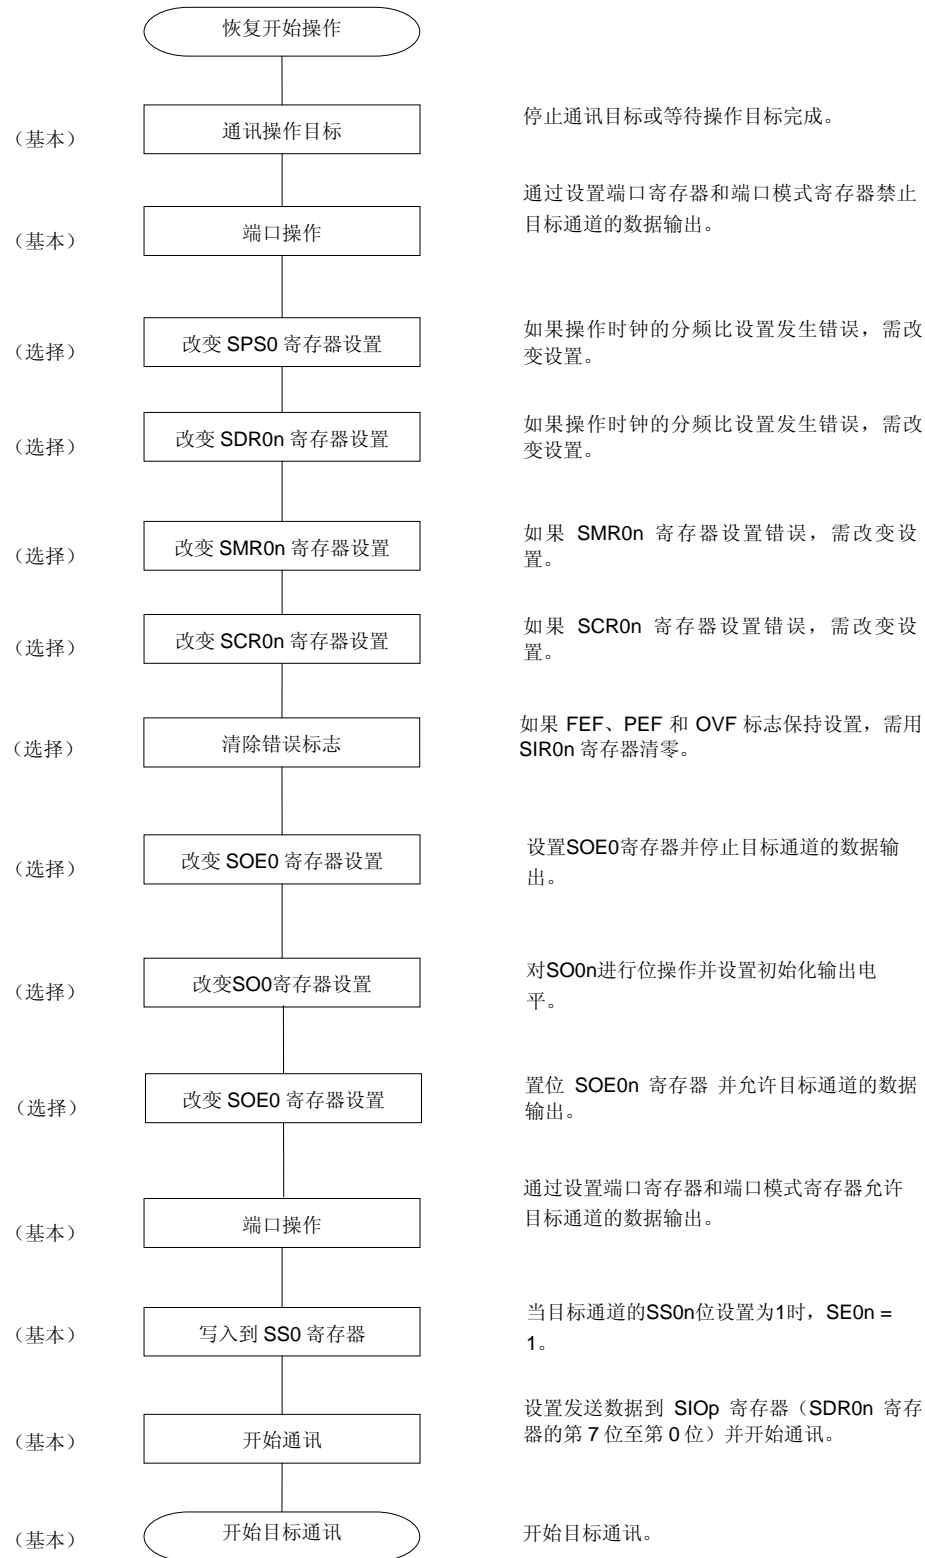 恢复开始操作
（基本）
通讯操作目标
停止通讯目标或等待操作目标完成。
（基本）
端口操作
通过设置端口寄存器和端口模式寄存器禁止
目标通道的数据输出。
（选择）
改变 SPS0 寄存器设置
如果操作时钟的分频比设置发生错误，需改
变设置。
（选择）
改变 SDR0n 寄存器设置
如果操作时钟的分频比设置发生错误，需改
变设置。
（选择）
改变 SMR0n 寄存器设置
如果 SMR0n 寄存器设置错误，需改变设
置。
（选择）
改变 SCR0n 寄存器设置
如果 SCR0n 寄存器设置错误，需改变设
置。
（选择）
清除错误标志
如果 FEF、PEF 和 OVF 标志保持设置，需用
SIR0n 寄存器清零。
（选择）
改变 SOE0 寄存器设置
设置SOE0寄存器并停止目标通道的数据输
出。
（选择）
改变SO0寄存器设置
对SO0n进行位操作并设置初始化输出电
平。
（选择）
改变 SOE0 寄存器设置
置位 SOE0n 寄存器 并允许目标通道的数据
输出。
（基本）
端口操作
通过设置端口寄存器和端口模式寄存器允许
目标通道的数据输出。
（基本）
写入到 SS0 寄存器
当目标通道的SS0n位设置为1时，SE0n =
1。
（基本）
开始通讯
设置发送数据到 SIOp 寄存器（SDR0n 寄存
器的第 7 位至第 0 位）并开始通讯。
（基本）
开始目标通讯
开始目标通讯。